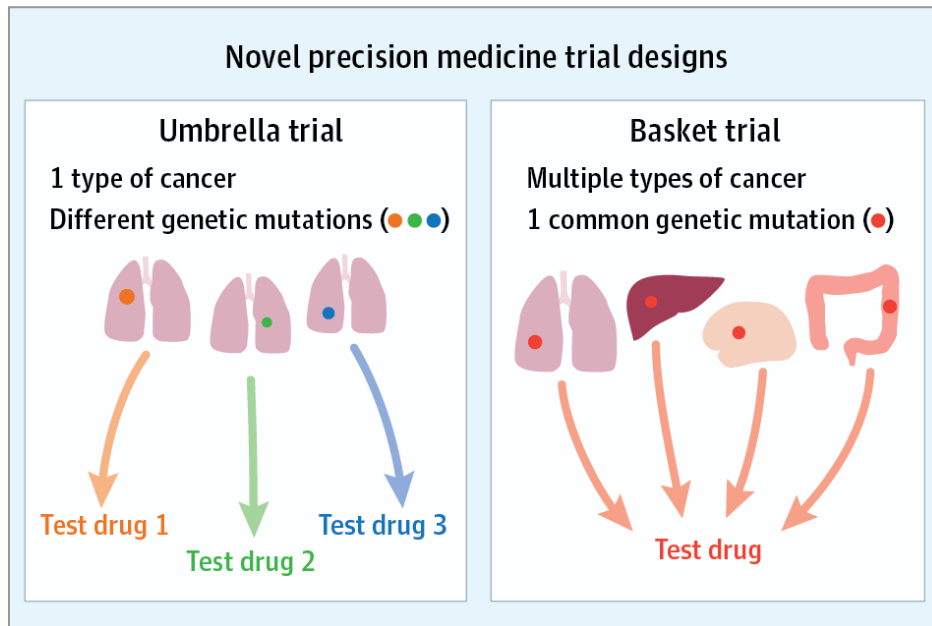 Novel precision medicine trial designs
Umbrella trial
1 type of cancer
Different genetic mutations (●●●)
Test drug 1
Test drug 2
Test drug 3
Basket trial
Multiple types of cancer
1 common genetic mutation (●)
Test drug